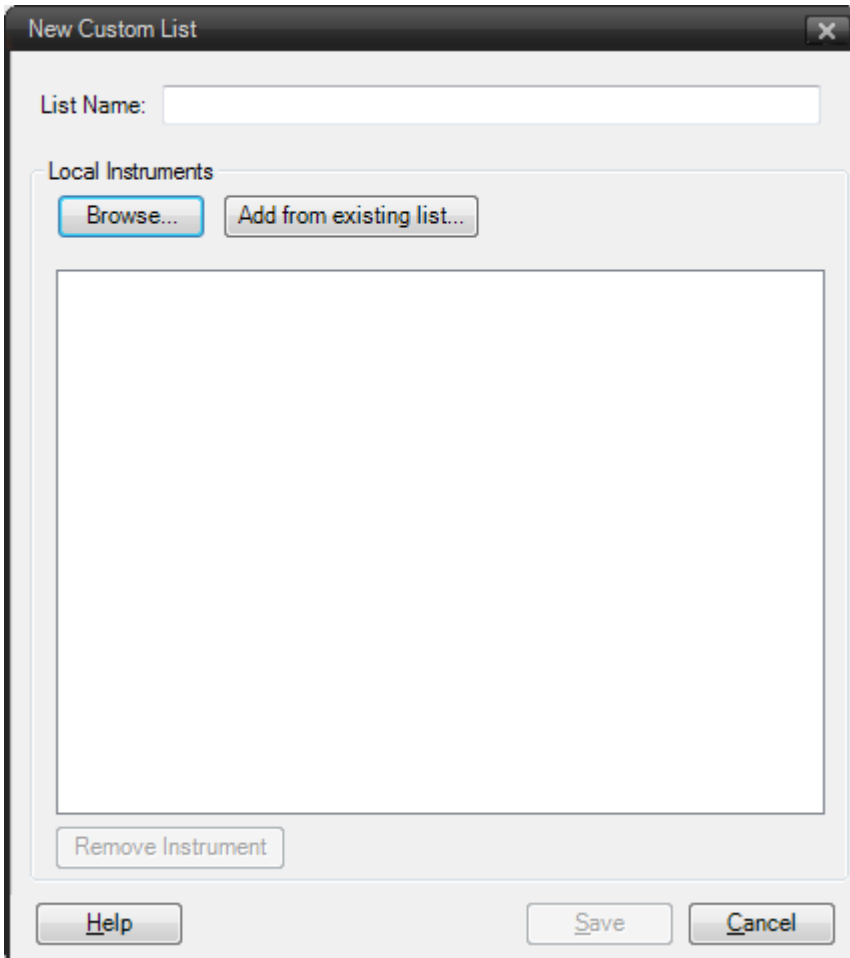 New Custom List
List Name:
Local Instruments
Browse... Add from existing list...
Remove Instrument
Help Save Cancel